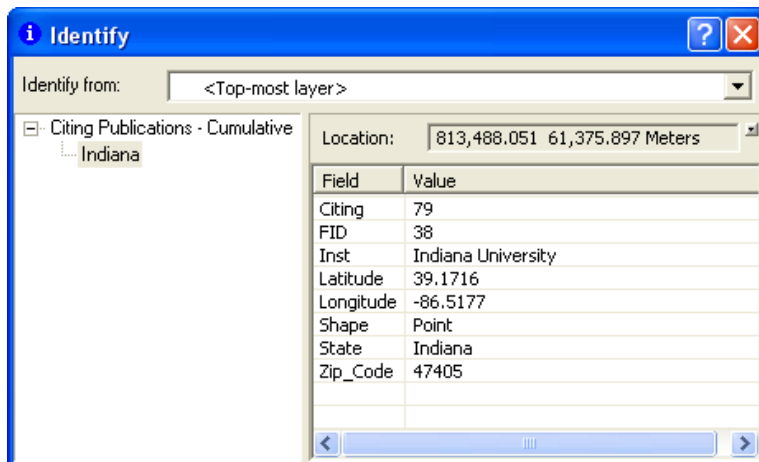 Identify
Identify from: <Top-most layer>
Citing Publications - Cumulative
Indiana
Location: 813,488.051 61,375.897 Meters
Field Value
Citing 79
FID 38
Inst Indiana University
Latitude 39.1716
Longitude -86.5177
Shape Point
State Indiana
Zip_Code 47405